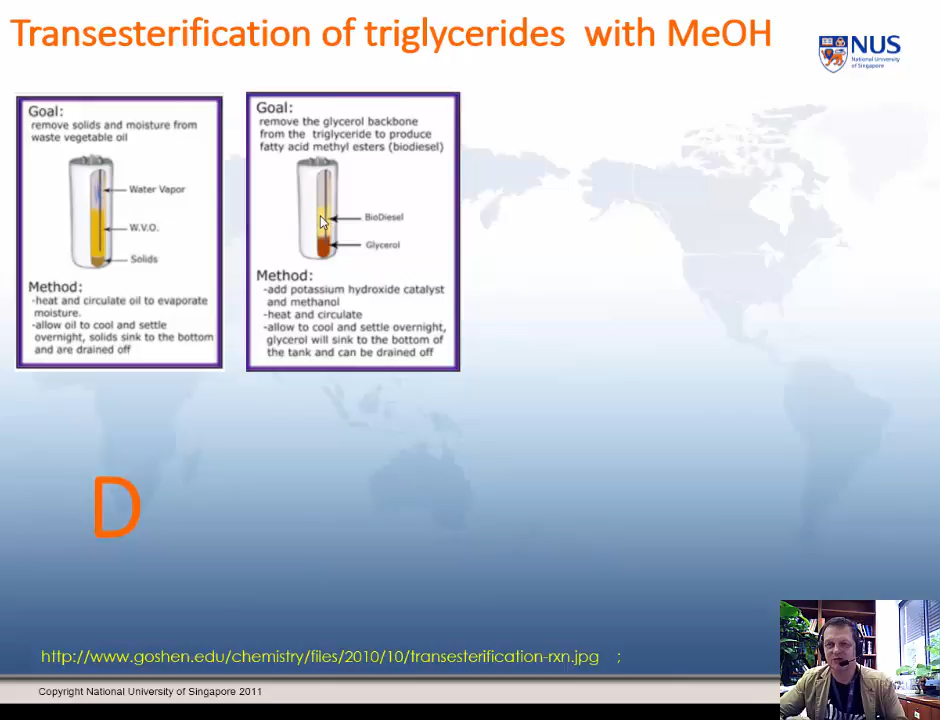 Transesterification of triglycerides with MeOH
NUS
National University
of Singapore
Goal:
remove solids and moisture from
waste vegetable oil
Water Vapor
W.V.O.
Solids
Method:
-heat and circulate oil to evaporate
moisture.
-allow oil to cool and settle
overnight, solids sink to the bottom
and are drained off
Goal:
remove the glycerol backbone
from the triglyceride to produce
fatty acid methyl esters (biodiesel)
BioDiesel
Glycerol
Method:
-add potassium hydroxide catalyst
and methanol
-heat and circulate
-allow to cool and settle overnight,
glycerol will sink to the bottom of
the tank and can be drained off
D
http://www.goshen.edu/chemistry/files/2010/10/transesterification-rxn.jpg ;
Copyright National University of Singapore 2011